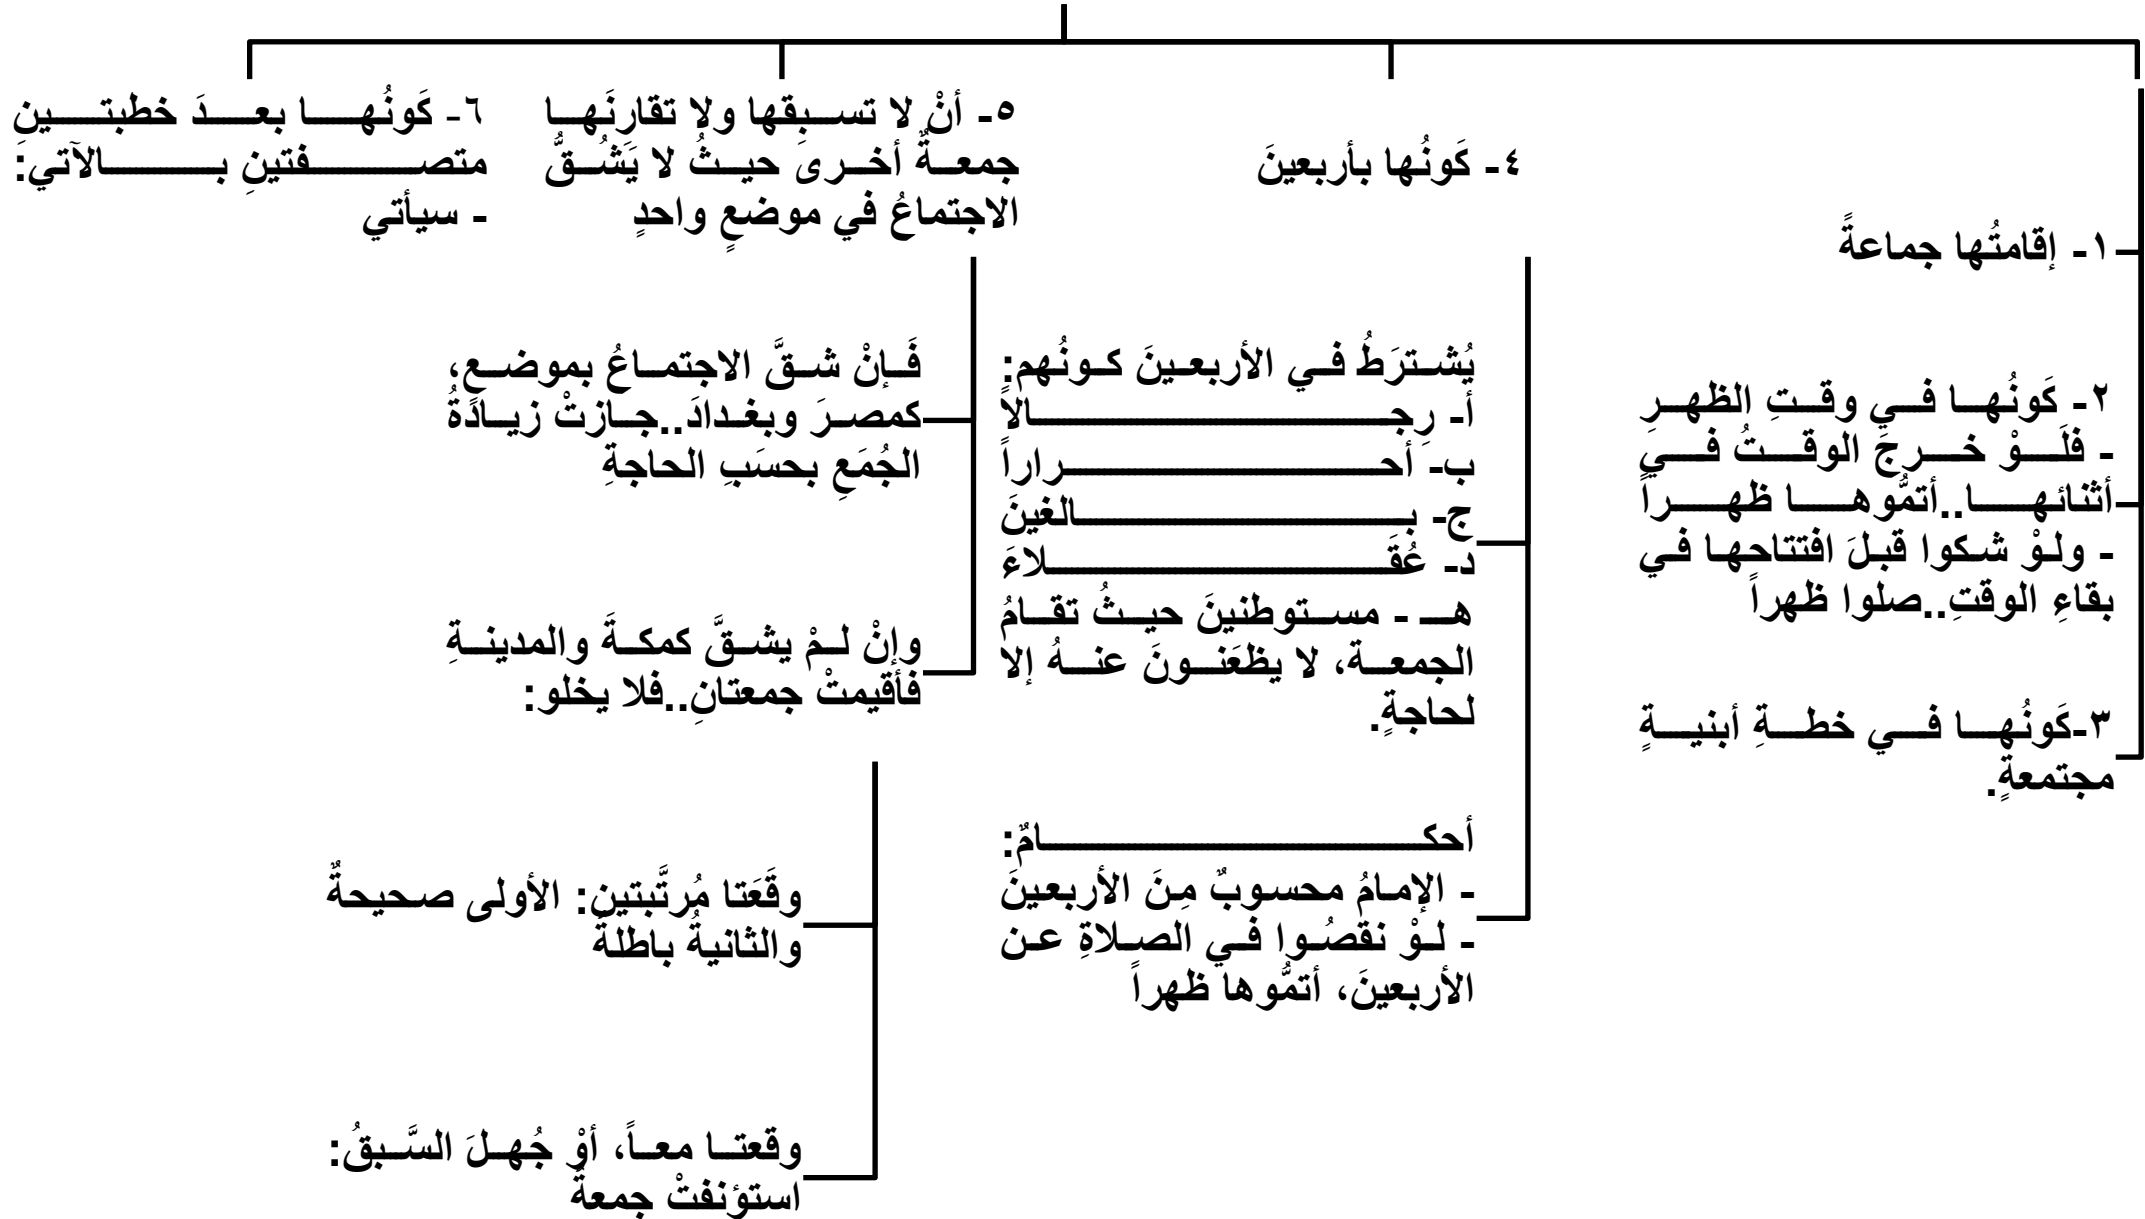 ١- إقامتُها جماعةً
٢- كَونُها في وقتِ الظهرِ
- فلَوْ خرجَ الوقتُ في
أثنائها..أتمُّوها ظهراً
- ولوْ شكوا قبلَ افتتاحها في
بقاءِ الوقتِ..صلوا ظهراً
٣-كَونُها في خطةِ أبنيةٍ
مجتمعةٍ.
٤- كَونُها بأربعينَ
يُشترَطُ في الأربعينَ كونُهم:
أ- رِجالاً
ب- أحراراً
ج- بالغينَ
د- عُقَلاءَ
هـ - مستوطنينَ حيثُ تقامُ
الجمعة، لا يظعَنونَ عنهُ إلا
لحاجةٍ.
أحكامٌ:
- الإمامُ محسوبٌ مِنَ الأربعينَ
- لوْ نقصُوا في الصلاةِ عن
الأربعينَ، أتمُّوها ظهراً
٥- أنْ لا تسبِقها ولا تقارِنَها
جمعةٌ أخرى حيثُ لا يَشُقُّ
الاجتماعُ في موضعٍ واحدٍ
فَإنْ شقَّ الاجتماعُ بموضعٍ،
كمصرَ وبغدادَ..جازتْ زيادةُ
الجُمَعِ بحسَبِ الحاجةِ
وإنْ لمْ يشقَّ كمكةَ والمدينةِ
فأقيمتْ جمعتانِ..فلا يخلو:
وقَعَتا مُرتَّبتينِ: الأولى صحيحةٌ
والثانيةُ باطلةٌ
وقعتا معاً، أوْ جُهلَ السَّبقُ:
استؤنفتْ جمعةٌ
٦- كَونُها بعدَ خطبتينِ
متصفتينِ بالآتي:
- سيأتي